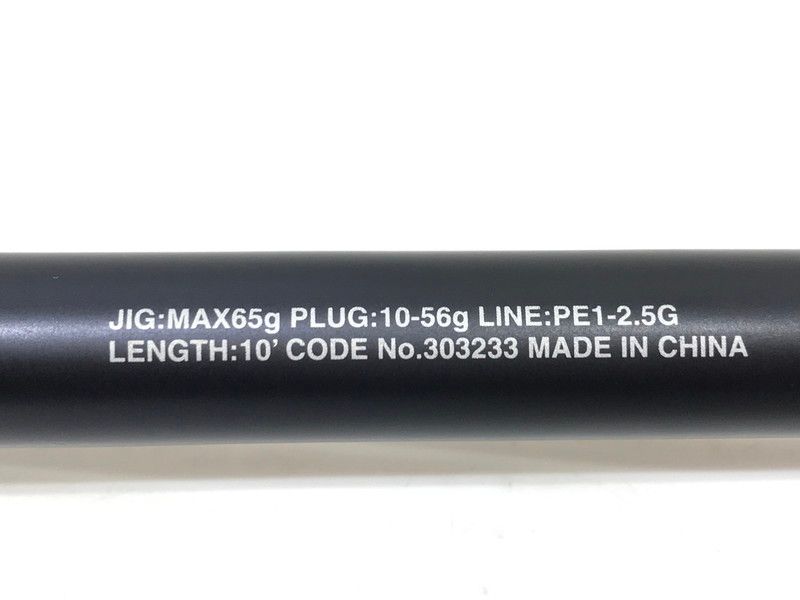 JIG:MAX65g PLUG:10-56g LINE:PE1-2.5G
LENGTH:10' CODE No.303233 MADE IN CHINA